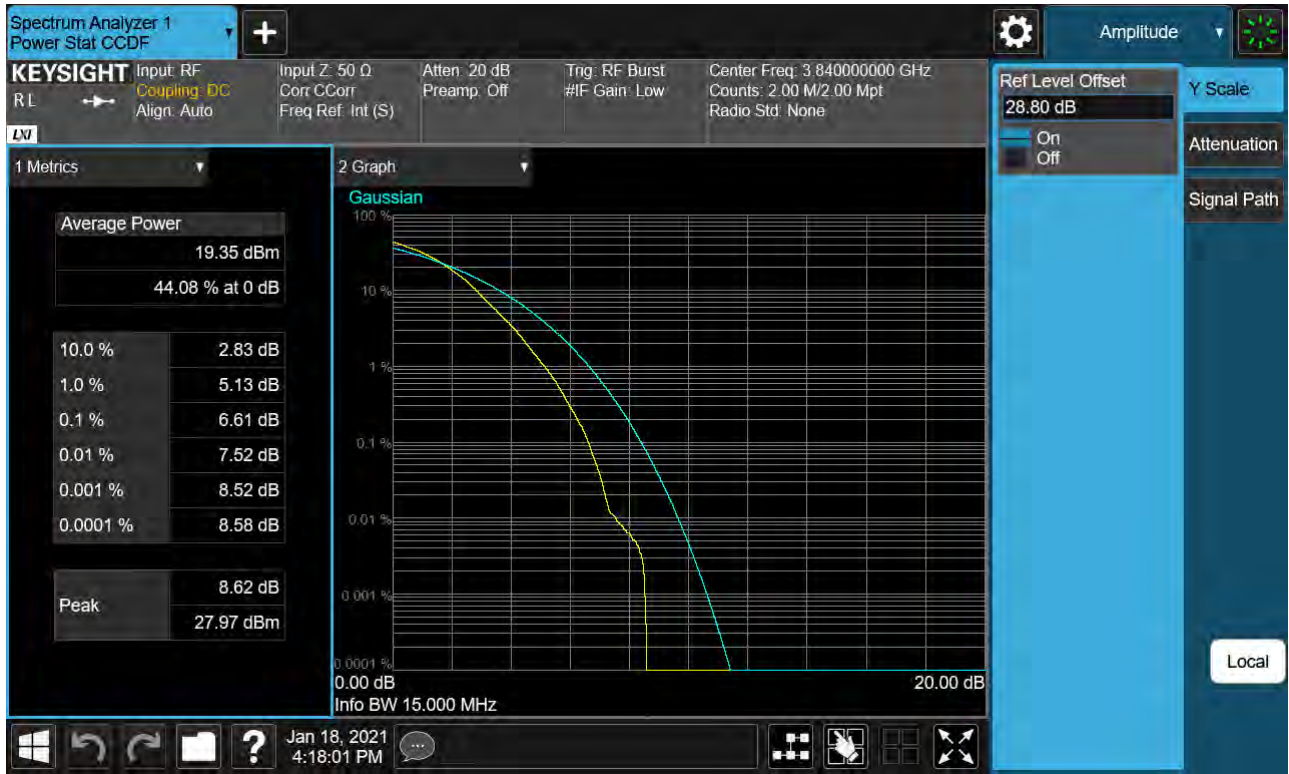 Spectrum Analyzer 1
Power Stat CCDF
+
Amplitude
KEYSIGHT
RL
LXI
Input: RF
Coupling: DC
Align: Auto
Input Z: 50 Ω
Corr CCorr
Freq Ref: Int (S)
Atten: 20 dB
Preamp: Off
Trig: RF Burst
#IF Gain: Low
Center Freq: 3.840000000 GHz
Counts: 2.00 M/2.00 Mpt
Radio Std: None
Ref Level Offset
28.80 dB
On
Off
Y Scale
Attenuation
Signal Path
Local
1 Metrics
Average Power
19.35 dBm
44.08 % at 0 dB
10.0 % 2.83 dB
1.0 % 5.13 dB
0.1 % 6.61 dB
0.01 % 7.52 dB
0.001 % 8.52 dB
0.0001 % 8.58 dB
Peak
8.62 dB
27.97 dBm
2 Graph
Gaussian
100 %
10 %
1 %
0.1 %
0.01 %
0.001 %
0.0001 %
0.00 dB 20.00 dB
Info BW 15.000 MHz
?
Jan 18, 2021
4:18:01 PM